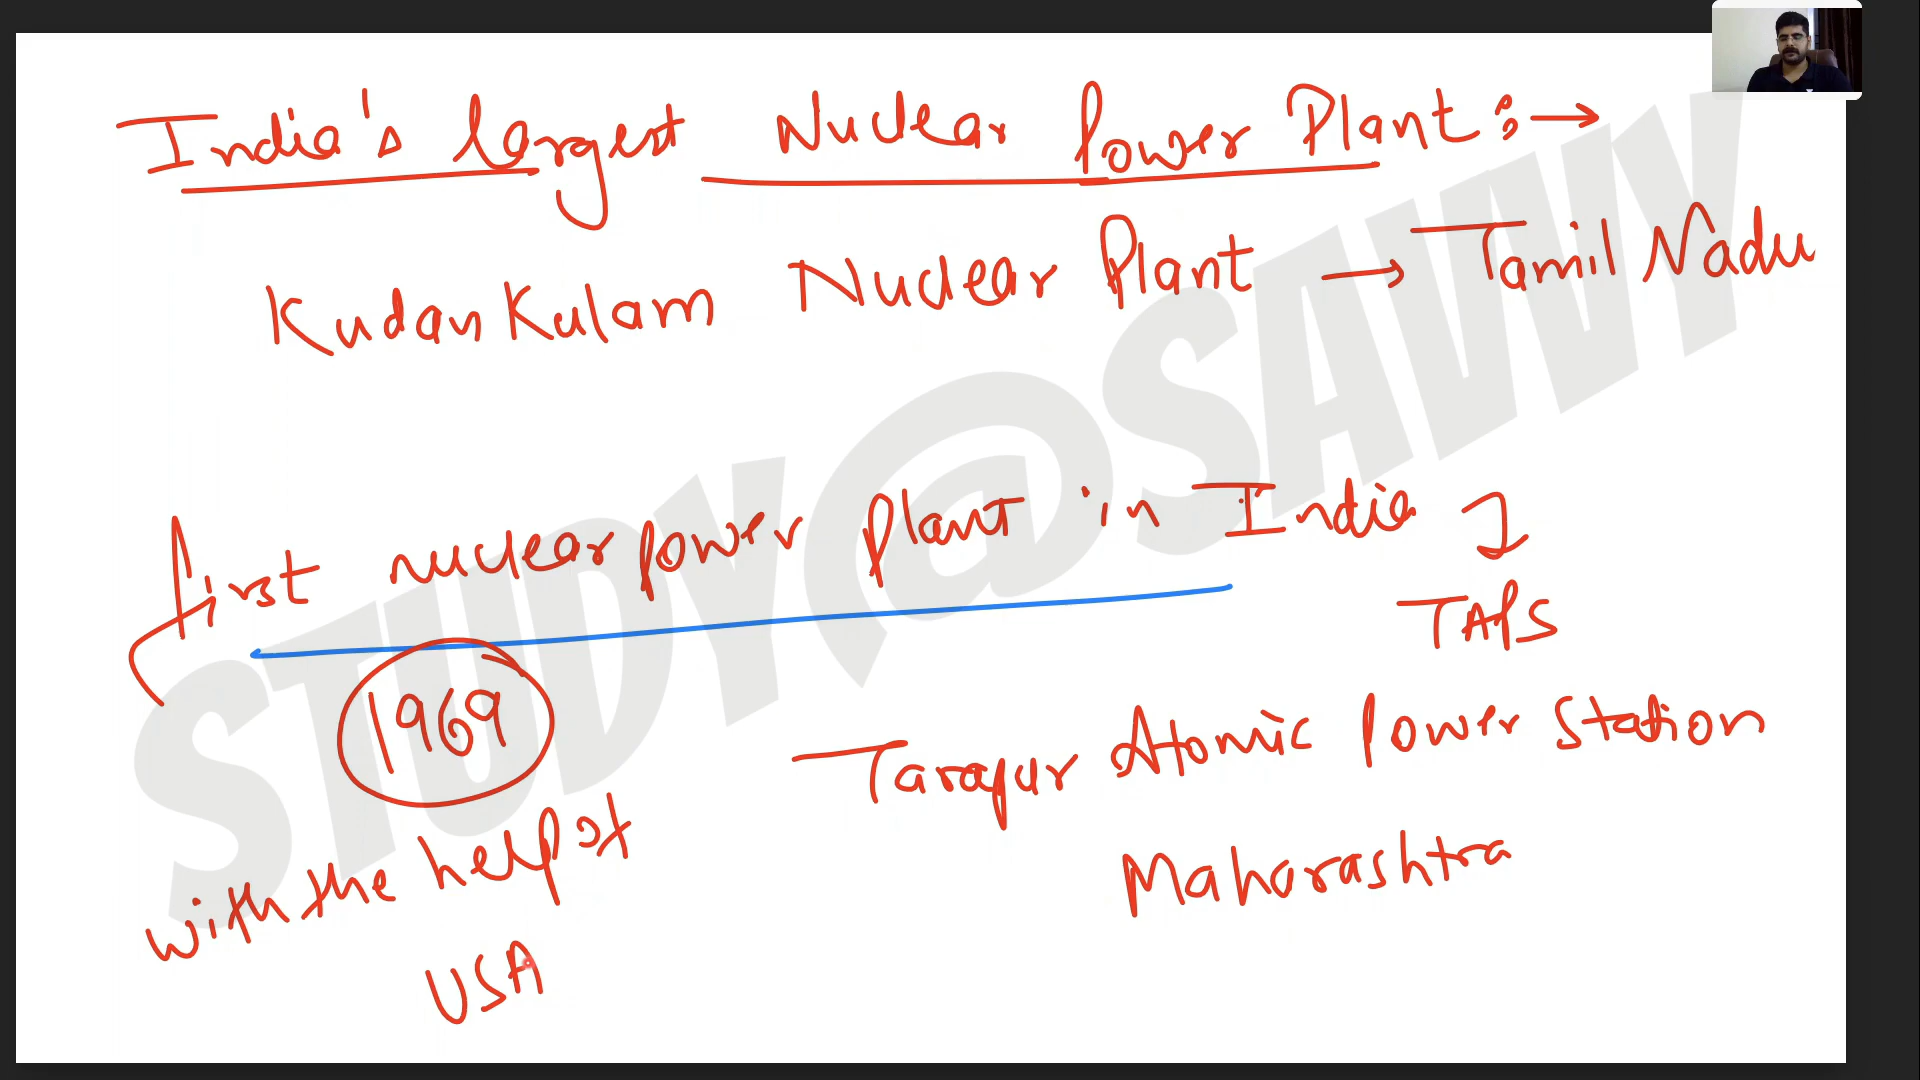 India's largest Nuclear Power Plant :→
KudanKulam Nuclear Plant → Tamil Nadu
first nuclear power plant in India
TAPS
1969
Tarapur Atomic Power Station
with the help of
Maharashtra
USA
STUDY@SAVVY